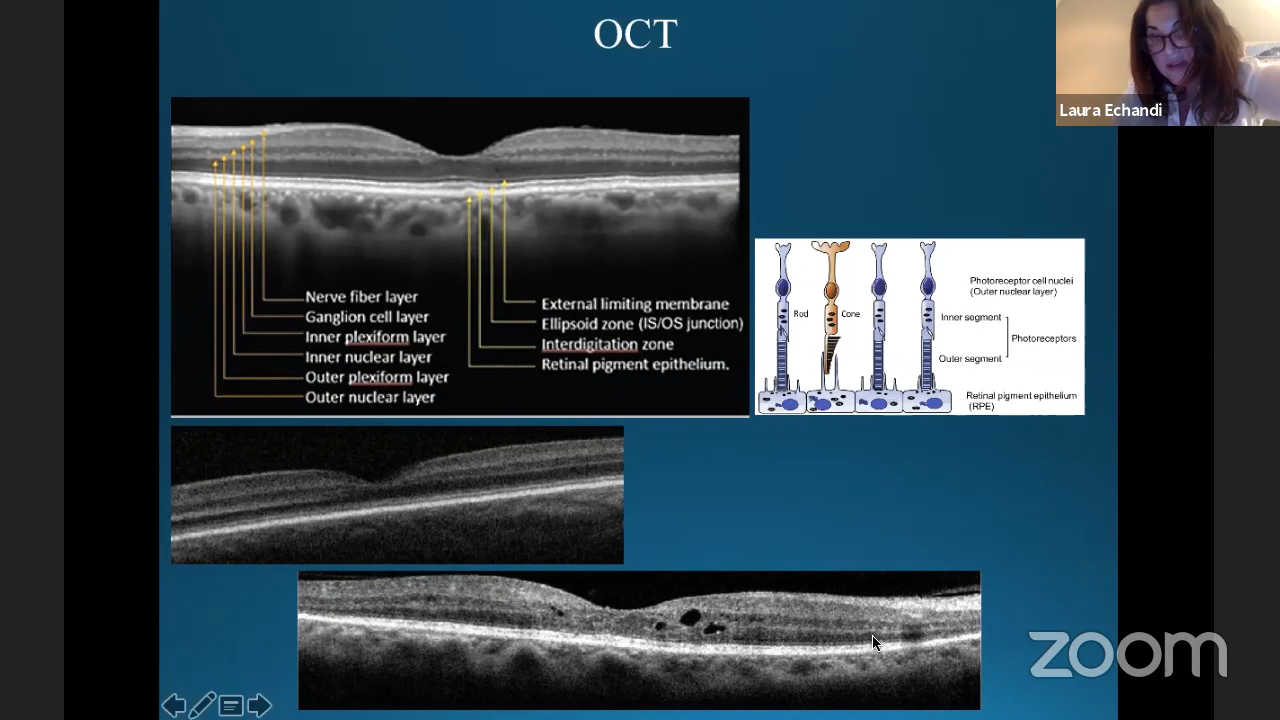 OCT
Laura Echandi
Nerve fiber layer
Ganglion cell layer
Inner plexiform layer
Inner nuclear layer
Outer plexiform layer
Outer nuclear layer
External limiting membrane
Ellipsoid zone (IS/OS junction)
Interdigitation zone
Retinal pigment epithelium.
Rod
Cone
Photoreceptor cell nuclei
(Outer nuclear layer)
Inner segment
Photoreceptors
Outer segment
Retinal pigment epithelium
(RPE)
zoom